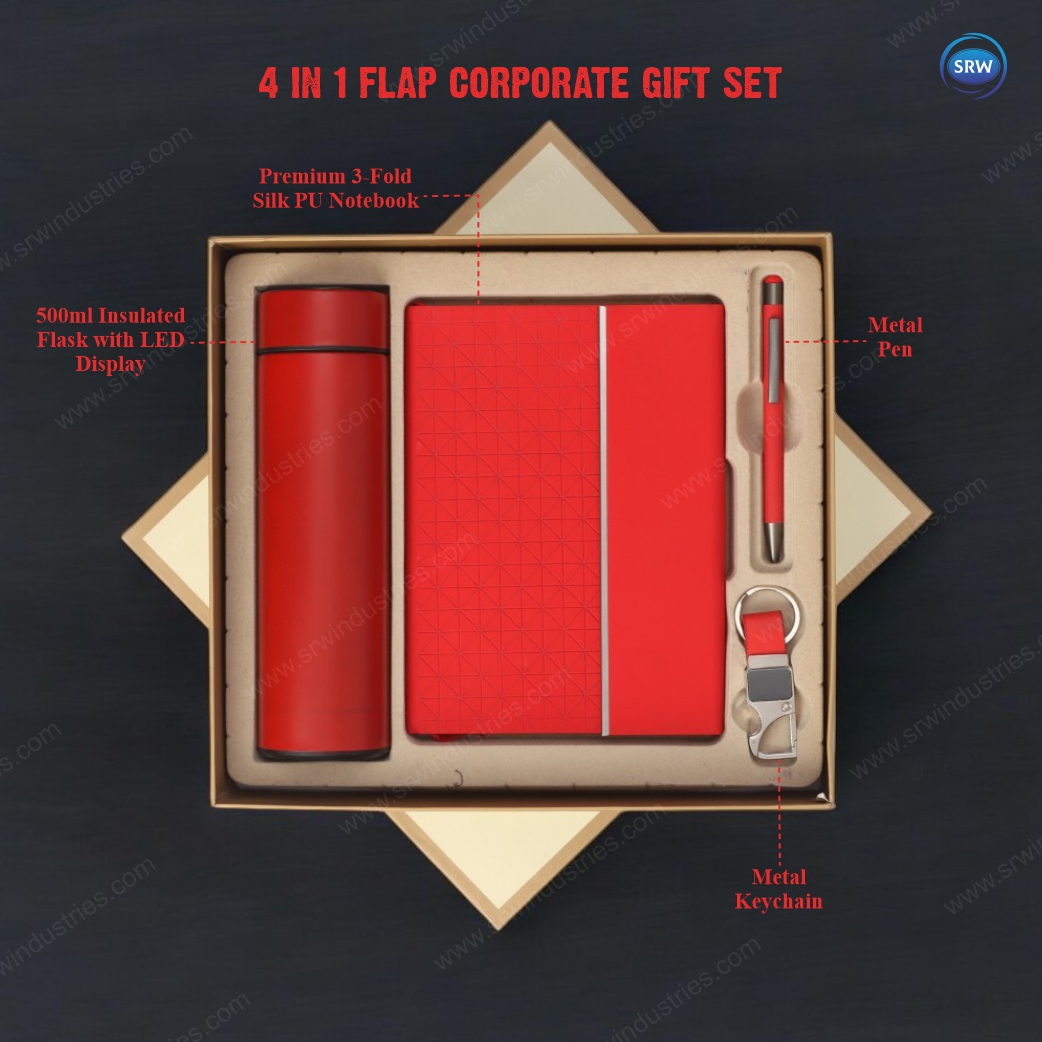 SRW
4 IN 1 FLAP CORPORATE GIFT SET
Premium 3-Fold
Silk PU Notebook
500ml Insulated
Flask with LED
Display
Metal
Pen
Metal
Keychain
www.srwindustries.com